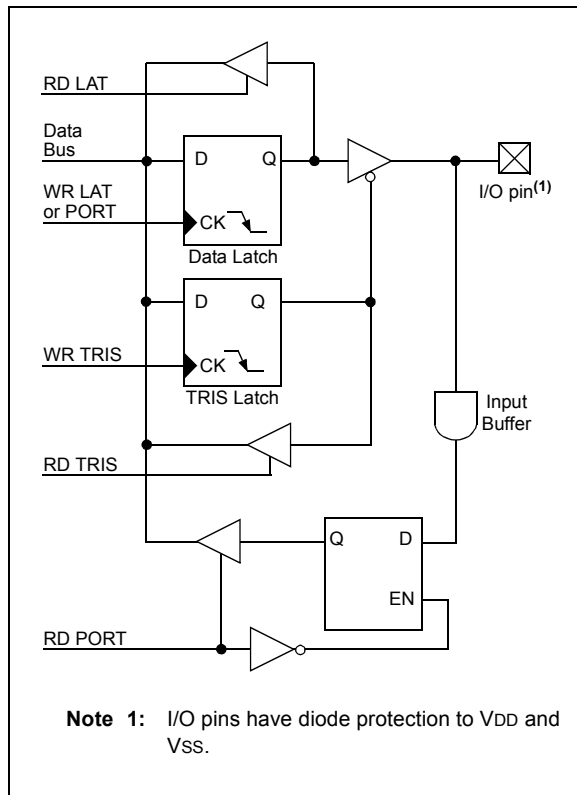 RD LAT
Data
Bus
D Q
WR LAT
or PORT
I/O pin(1)
CK
Data Latch
D Q
WR TRIS
CK
TRIS Latch
Input
Buffer
RD TRIS
Q D
EN
RD PORT
Note 1: I/O pins have diode protection to VDD and
VSS.